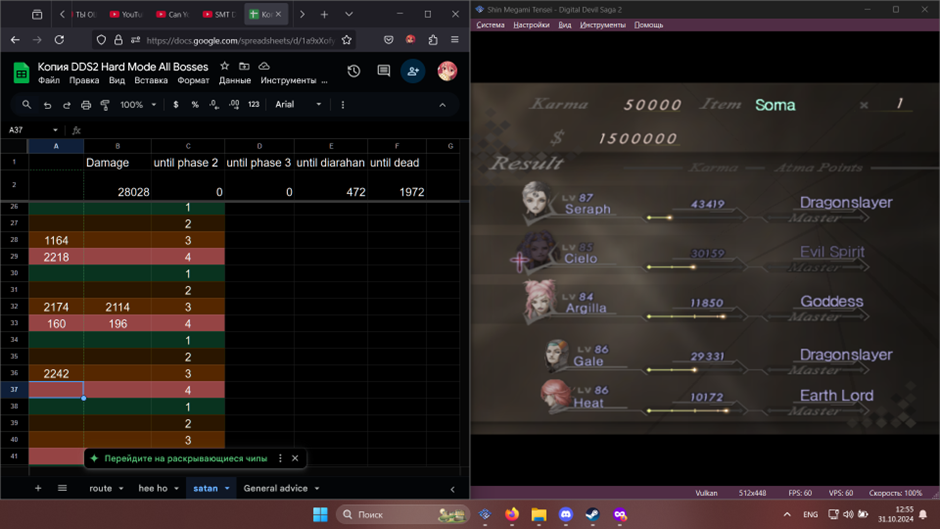 ТЫ ОБ
YouTu
Can Yo
SMT D
Ко
https://docs.google.com/spreadsheets/d/1a9xXo
Копия DDS2 Hard Mode All Bosses
Файл Правка Вид Вставка Формат Данные Инструменты ...
100% $ % .0 .00 123 Arial
A37 fx
A B C D E F G
1 Damage until phase 2 until phase 3 until diarahan until dead
2 28028 0 0 472 1972
26 1
27 2
28 1164 3
29 2218 4
30 1
31 2
32 2174 2114 3
33 160 196 4
34 1
35 2
36 2242 3
37 4
38 1
39 2
40 3
41
Перейдите на раскрывающиеся чипы
route hee ho satan General advice
Shin Megami Tensei - Digital Devil Saga 2
Система Настройки Вид Инструменты Помощь
Karma 50000 Item Soma × 1
$ 1500000
Result Karma Atma Points
LV 87 Seraph 43419 Dragonslayer Master
LV 85 Cielo 30159 Evil Spirit Master
LV 84 Argilla 11850 Goddess Master
LV 86 Gale 29331 Dragonslayer Master
LV 86 Heat 10172 Earth Lord Master
Vulkan 512x448 FPS: 60 VPS: 60 Скорость: 100%
Поиск
ENG
12:55
31.10.2024